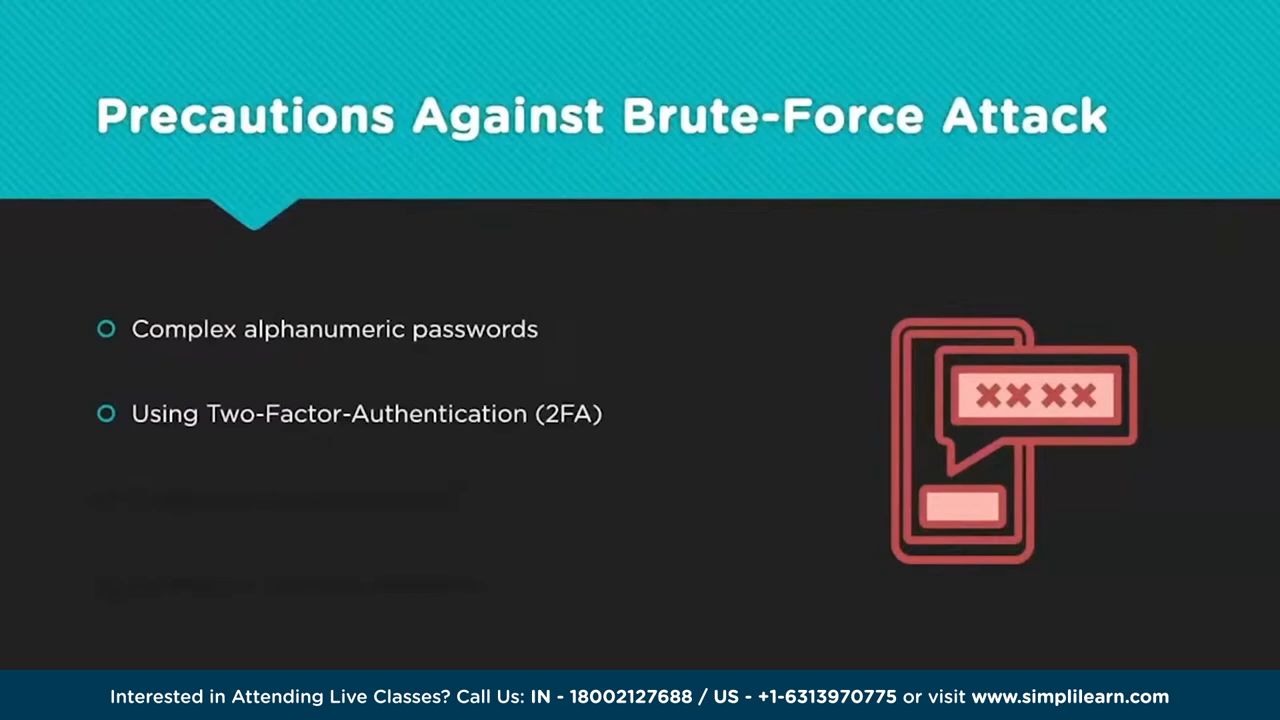 Precautions Against Brute-Force Attack
Complex alphanumeric passwords
Using Two-Factor-Authentication (2FA)
Interested in Attending Live Classes? Call Us: IN - 18002127688 / US - +1-6313970775 or visit www.simplilearn.com